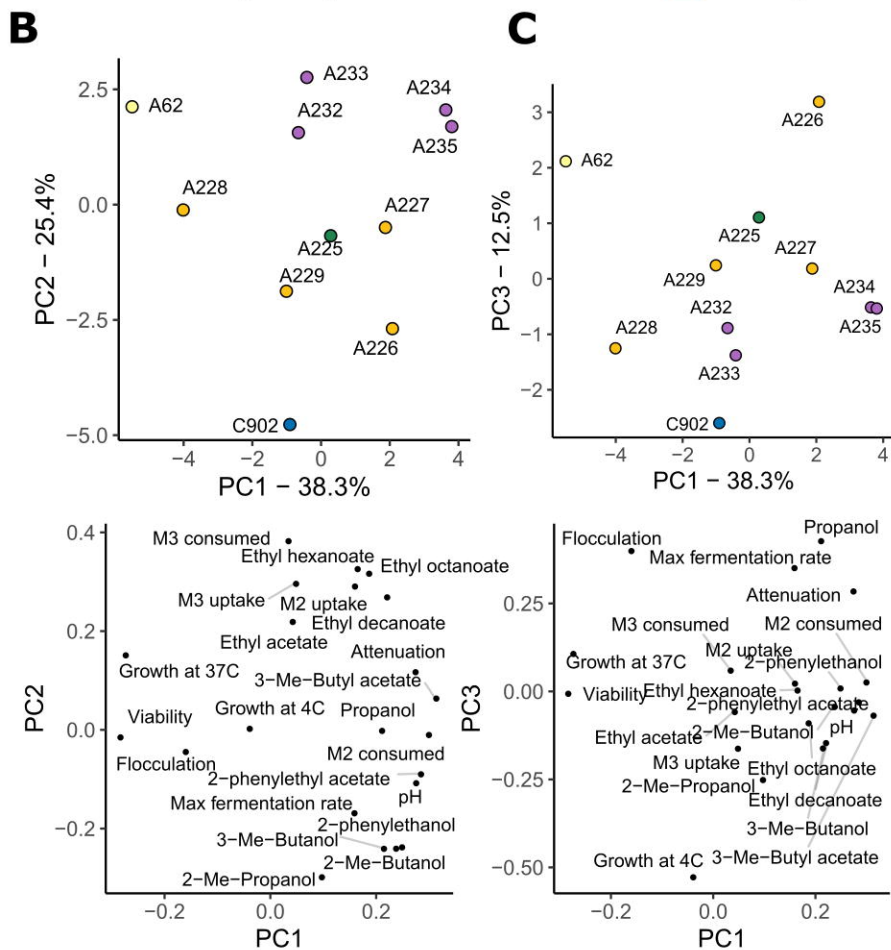 B
2.5
0.0
−2.5
−5.0
PC2 − 25.4%
A233
A234
A62
A232
A235
A228
A227
A225
A229
A226
C902
−4
−2
0
2
4
PC1 − 38.3%
C
3
2
1
0
−1
−2
PC3 − 12.5%
A226
A62
A225
A227
A229
A234
A232
A235
A228
A233
C902
−4
−2
0
2
4
PC1 − 38.3%
0.4
0.2
0.0
−0.2
PC2
M3 consumed
Ethyl hexanoate
Ethyl octanoate
M3 uptake
M2 uptake
Ethyl decanoate
Ethyl acetate
Attenuation
Growth at 37C
3−Me−Butyl acetate
Viability
Growth at 4C
Propanol
Flocculation
M2 consumed
2−phenylethyl acetate
pH
Max fermentation rate
2−phenylethanol
3−Me−Butanol
2−Me−Butanol
2−Me−Propanol
−0.2
0.0
0.2
PC1
0.25
0.00
−0.25
−0.50
PC3
Propanol
Flocculation
Max fermentation rate
Attenuation
M3 consumed
M2 consumed
M2 uptake
Growth at 37C
2−phenylethanol
Viability
Ethyl hexanoate
2−phenylethyl acetate
Ethyl acetate
2−Me−Butanol
pH
M3 uptake
Ethyl octanoate
2−Me−Propanol
Ethyl decanoate
3−Me−Butanol
Growth at 4C
3−Me−Butyl acetate
−0.2
0.0
0.2
PC1